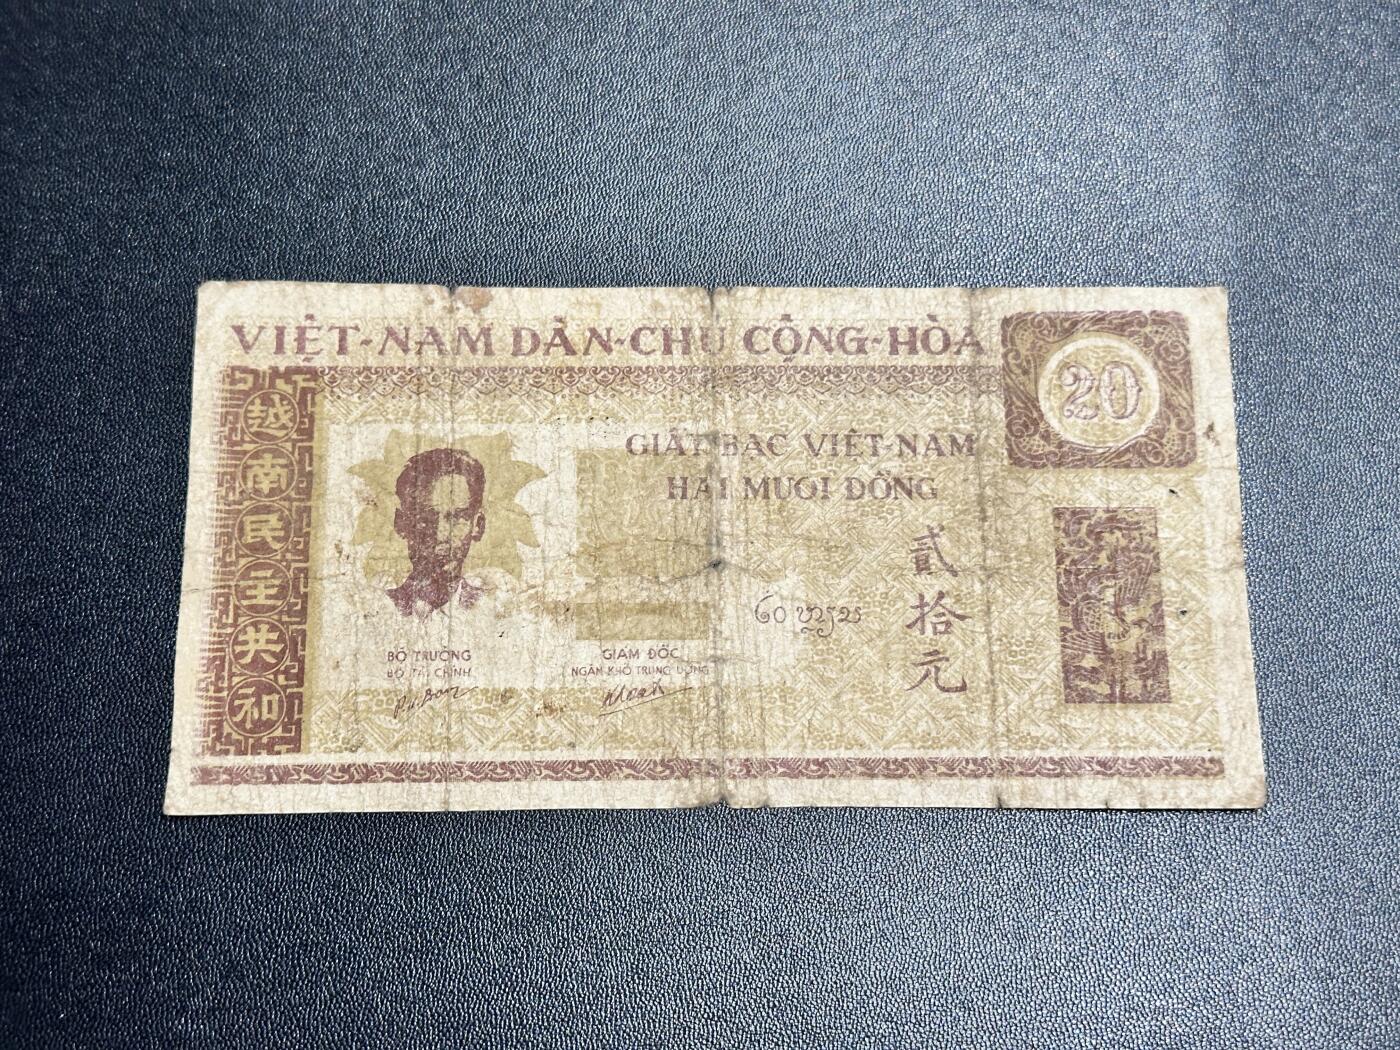 VIỆT-NAM DÂN-CHỦ CỘNG-HÒA
20
越南民主共和
GIẤY BẠC VIỆT-NAM
HAI MƯƠI ĐỒNG
貳拾元
BỘ TRƯỞNG
BỘ TÀI CHÍNH
GIÁM ĐỐC
NGÂN KHỐ TRUNG ƯƠNG